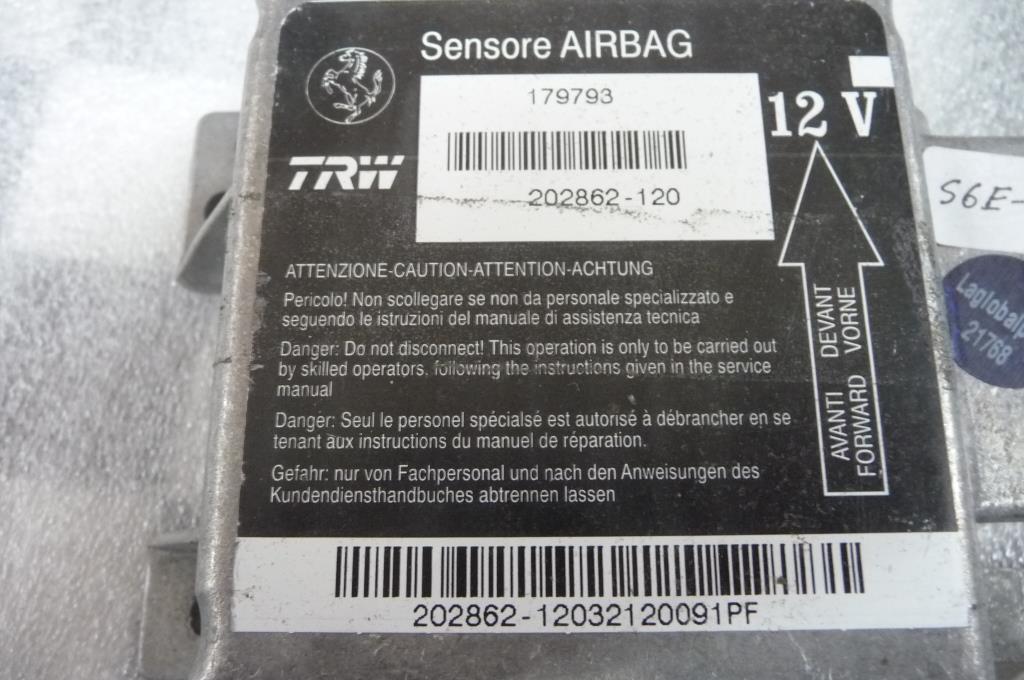 Sensore AIRBAG
179793
12 V
TRW
202862-120
S6E-
Laglobalp
21768
ATTENZIONE-CAUTION-ATTENTION-ACHTUNG
Pericolo! Non scollegare se non da personale specializzato e
seguendo le istruzioni del manuale di assistenza tecnica
Danger: Do not disconnect! This operation is only to be carried out
by skilled operators. following the instructions given in the service
manual
Danger: Seul le personel spécialsé est autorisé à débrancher en se
tenant aux instructions du manuel de réparation.
Gefahr: nur von Fachpersonal und nach den Anweisungen des
Kundendiensthandbuches abtrennen lassen
AVANTI DEVANT
FORWARD VORNE
202862-12032120091PF